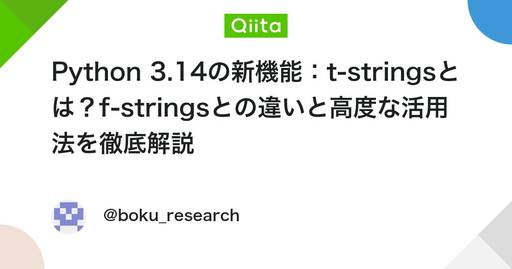 Qiita
Python 3.14の新機能：t-stringsと
は？f-stringsとの違いと高度な活用
法を徹底解説
@boku_research